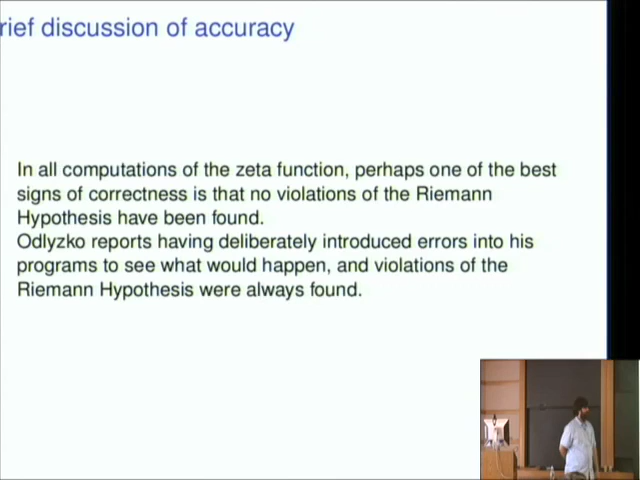 rief discussion of accuracy
In all computations of the zeta function, perhaps one of the best
signs of correctness is that no violations of the Riemann
Hypothesis have been found.
Odlyzko reports having deliberately introduced errors into his
programs to see what would happen, and violations of the
Riemann Hypothesis were always found.